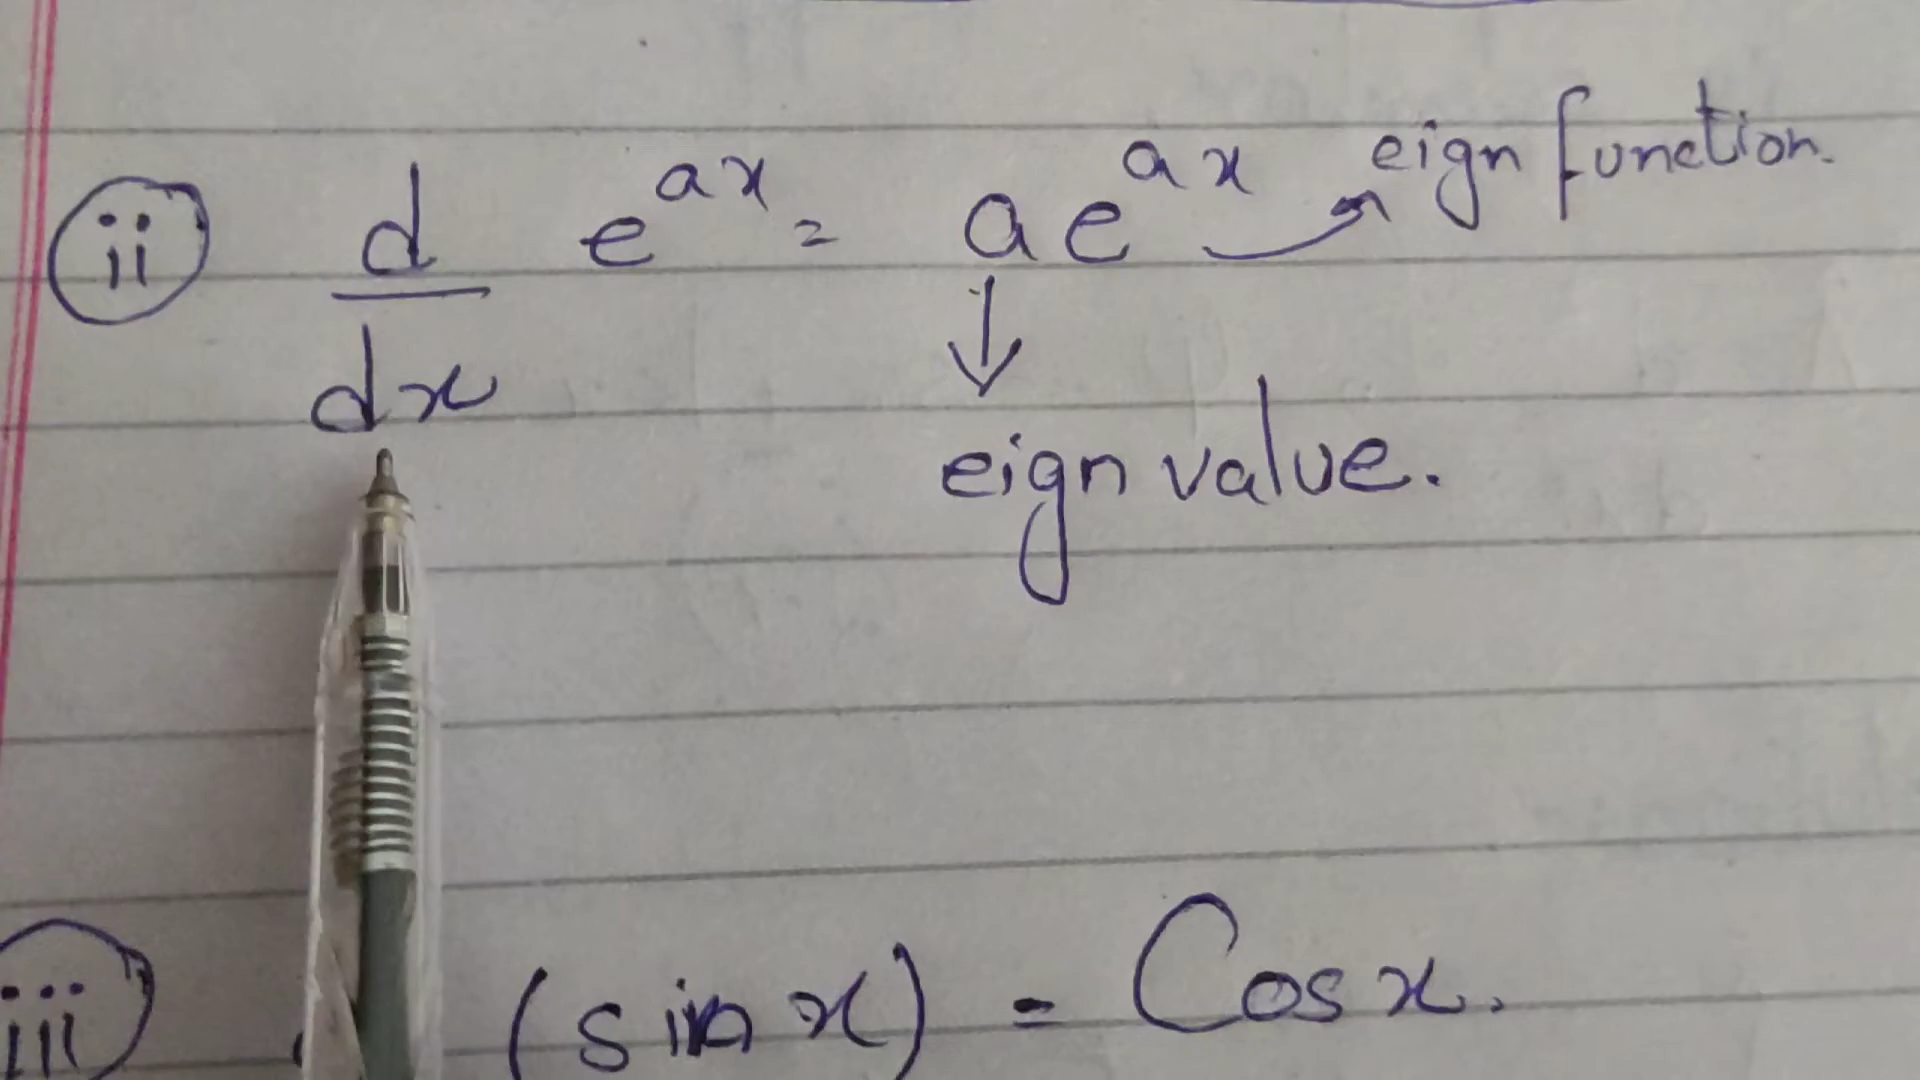 ii d/dx e^ax = a e^ax → eign function.
↓
eign value.
iii (sin x) = Cos x.